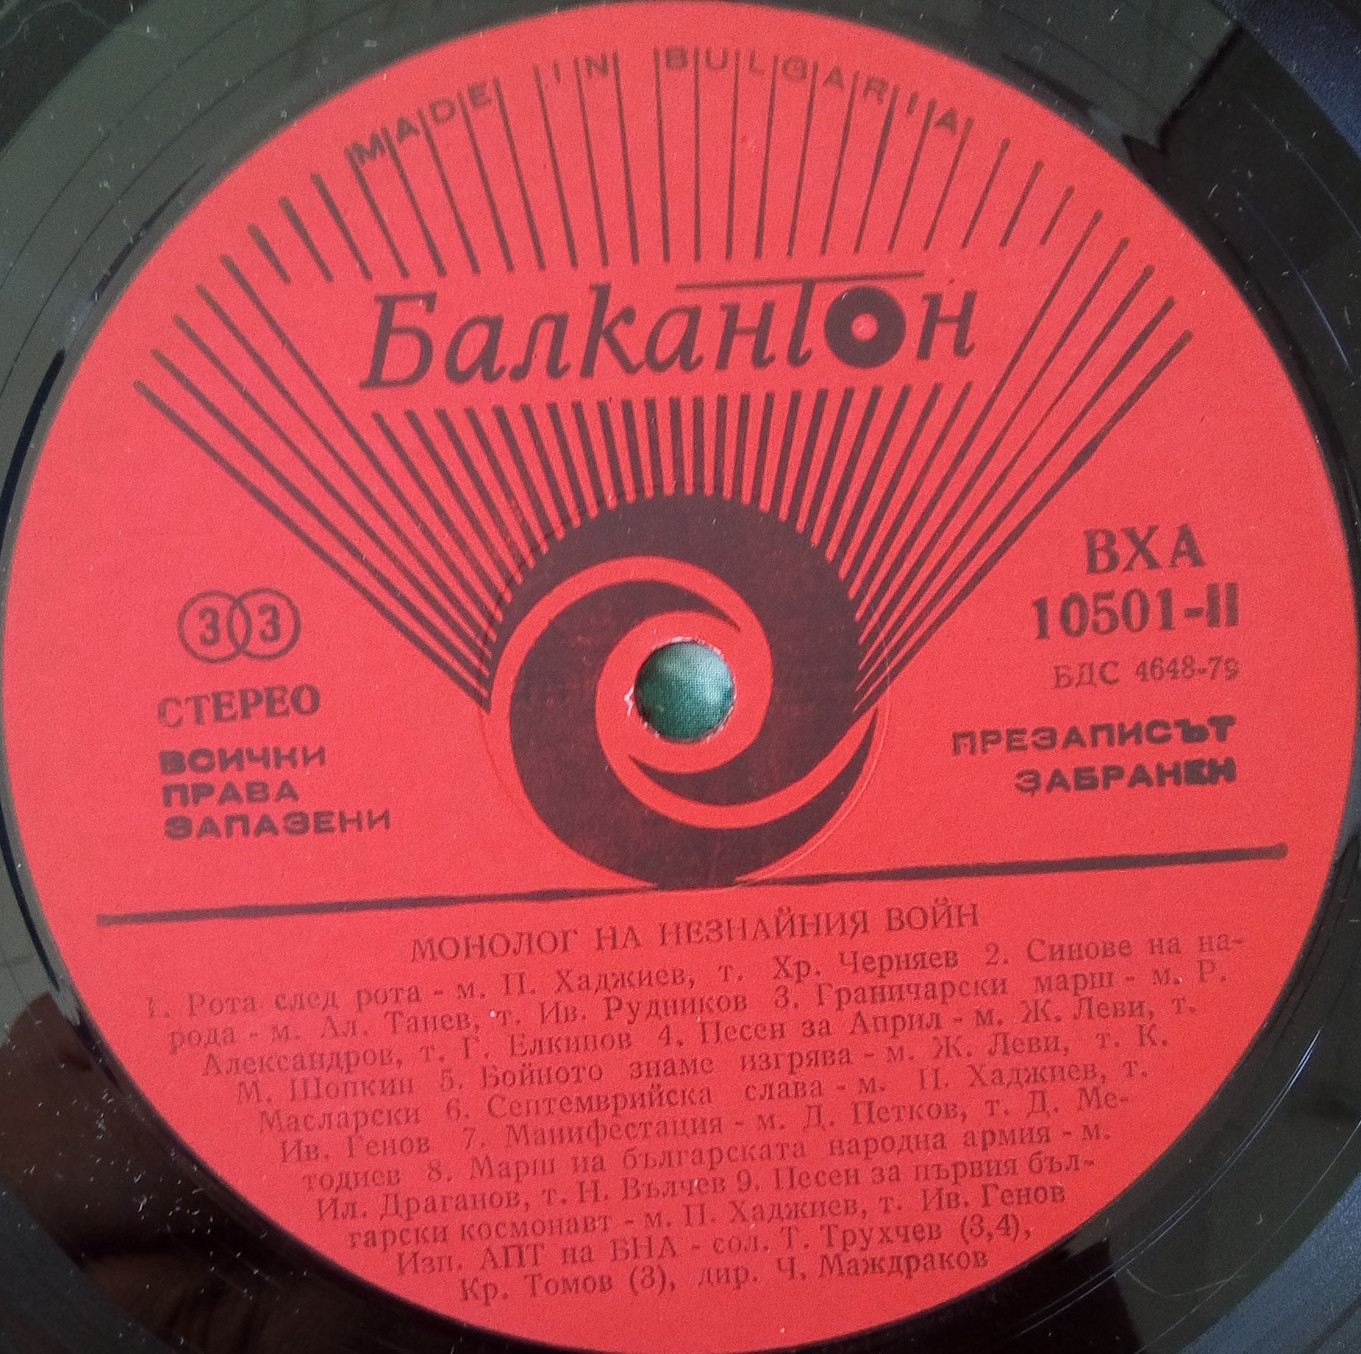 MADE IN BULGARIA
Балкантон
33
СТЕРЕО
ВСИЧКИ
ПРАВА
ЗАПАЗЕНИ
ВХА
10501-II
БДС 4648-79
ПРЕЗАПИСЪТ
ЗАБРАНЕН
МОНОЛОГ НА НЕЗНАЙНИЯ ВОЙН
1. Рота след рота - м. П. Хаджиев, т. Хр. Черняев 2. Синове на на-
рода - м. Ал. Танев, т. Ив. Рудников 3. Граничарски марш - м. Р.
Александров, т. Г. Елкинов 4. Песен за Април - м. Ж. Леви, т.
М. Шопкин 5. Бойното знаме изгрява - м. Ж. Леви, т. К.
Масларски 6. Септемврийска слава - м. П. Хаджиев, т.
Ив. Генов 7. Манифестация - м. Д. Петков, т. Д. Ме-
тодиев 8. Марш на българската народна армия - м.
Ил. Драганов, т. Н. Вълчев 9. Песен за първия бъл-
гарски космонавт - м. П. Хаджиев, т. Ив. Генов
Изп. АПТ на БНА - сол. Т. Трухчев (3,4),
Кр. Томов (3), дир. Ч. Маждраков